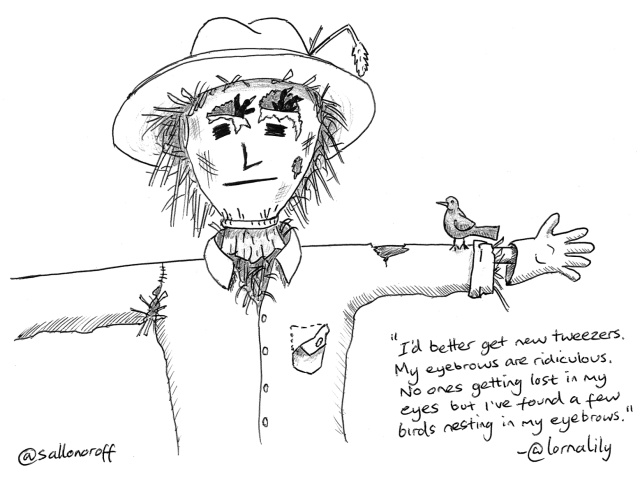 "I'd better get new tweezers.
My eyebrows are ridiculous.
No ones getting lost in my
eyes but I've found a few
birds nesting in my eyebrows."
-@lornalily
@sallonoroff